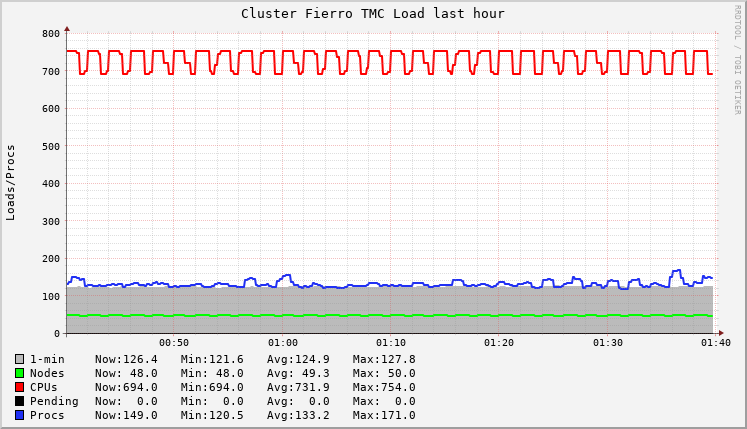 Cluster Fierro TMC Load last hour
RRDTOOL / TOBI OETIKER
Loads/Procs
800
700
600
500
400
300
200
100
0
00:50 01:00 01:10 01:20 01:30 01:40
1-min Now:126.4 Min:121.6 Avg:124.9 Max:127.8
Nodes Now: 48.0 Min: 48.0 Avg: 49.3 Max: 50.0
CPUs Now:694.0 Min:694.0 Avg:731.9 Max:754.0
Pending Now: 0.0 Min: 0.0 Avg: 0.0 Max: 0.0
Procs Now:149.0 Min:120.5 Avg:133.2 Max:171.0